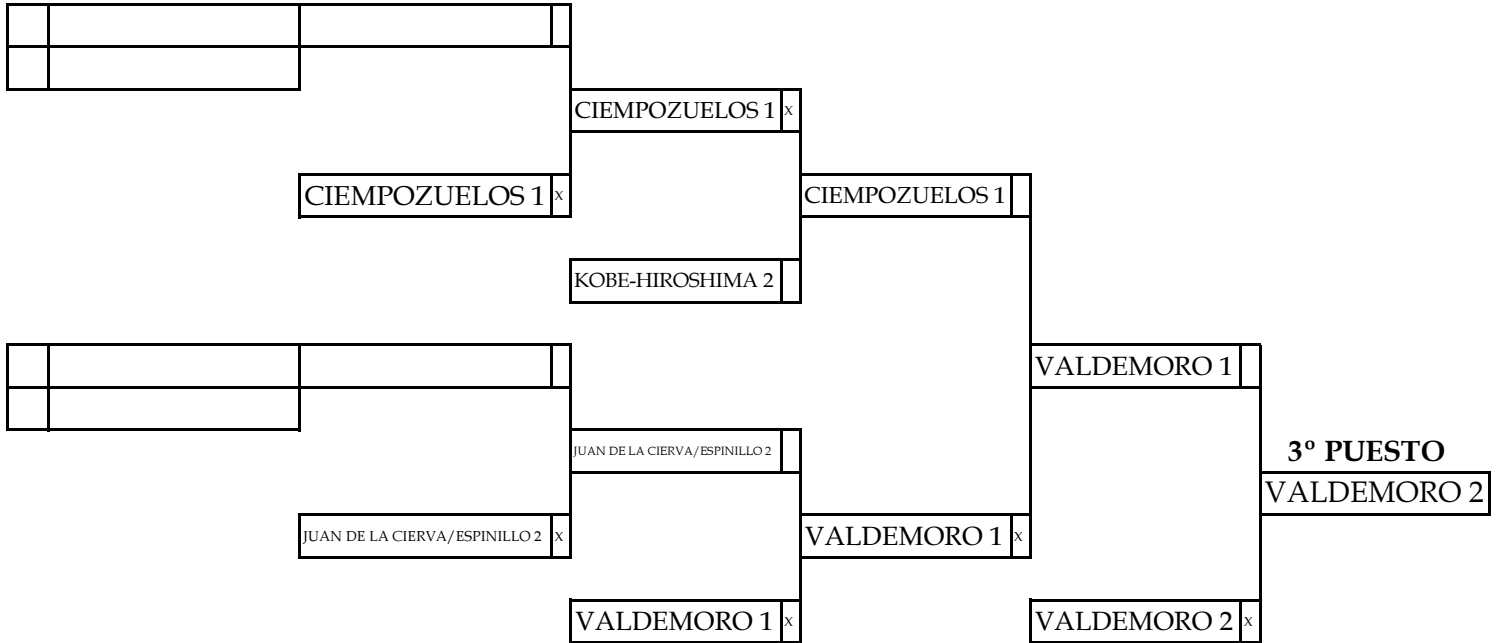 CIEMPOZUELOS 1 x
CIEMPOZUELOS 1 x
CIEMPOZUELOS 1
KOBE-HIROSHIMA 2
VALDEMORO 1
JUAN DE LA CIERVA/ESPINILLO 2
3º PUESTO
VALDEMORO 2
JUAN DE LA CIERVA/ESPINILLO 2 x
VALDEMORO 1 x
VALDEMORO 1 x
VALDEMORO 2 x